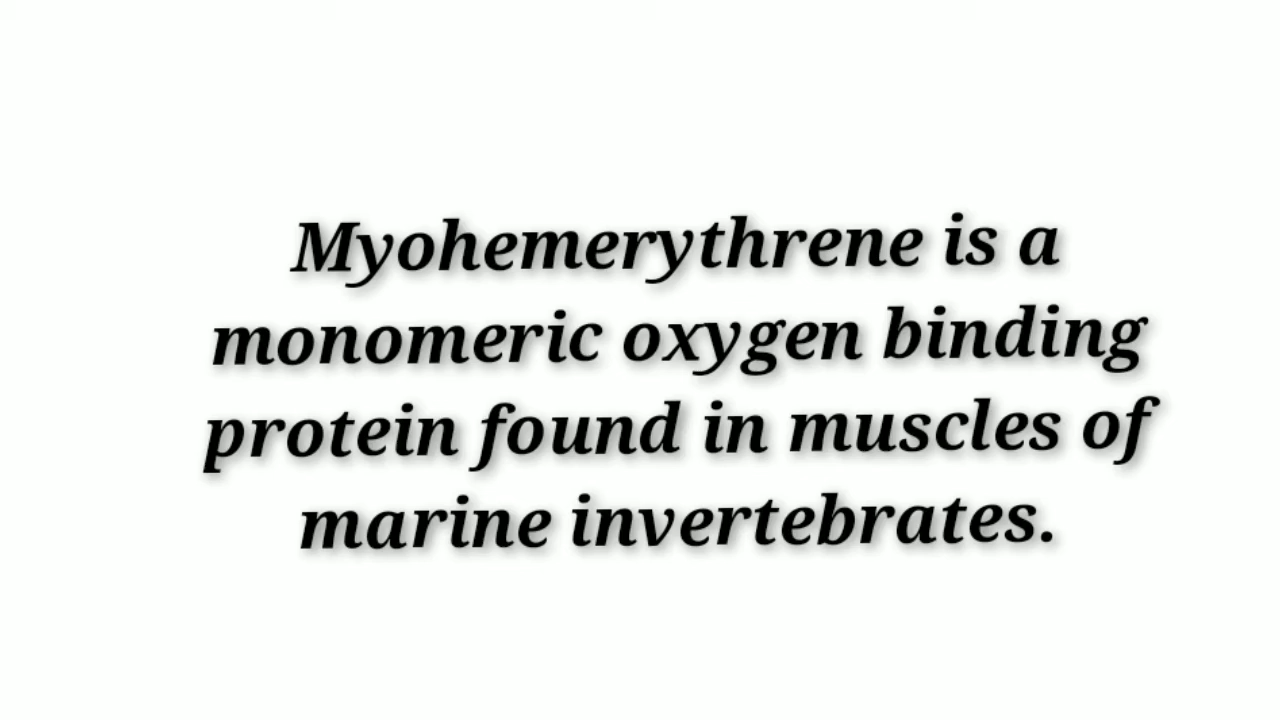 Myohemerythrene is a
monomeric oxygen binding
protein found in muscles of
marine invertebrates.